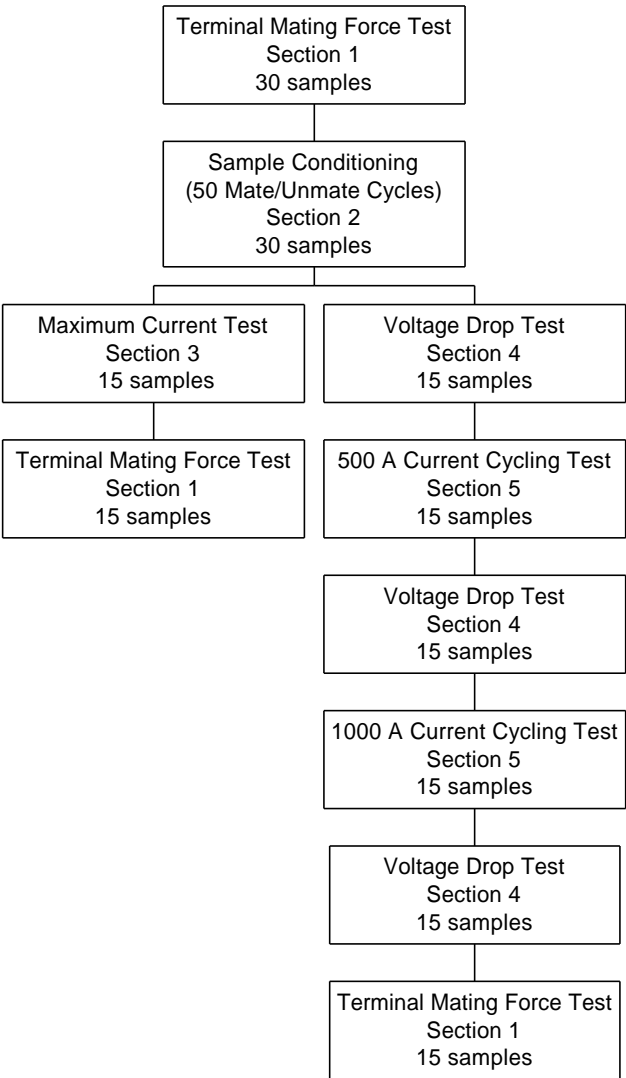 Terminal Mating Force Test
Section 1
30 samples
Sample Conditioning
(50 Mate/Unmate Cycles)
Section 2
30 samples
Maximum Current Test
Section 3
15 samples
Terminal Mating Force Test
Section 1
15 samples
Voltage Drop Test
Section 4
15 samples
500 A Current Cycling Test
Section 5
15 samples
Voltage Drop Test
Section 4
15 samples
1000 A Current Cycling Test
Section 5
15 samples
Voltage Drop Test
Section 4
15 samples
Terminal Mating Force Test
Section 1
15 samples